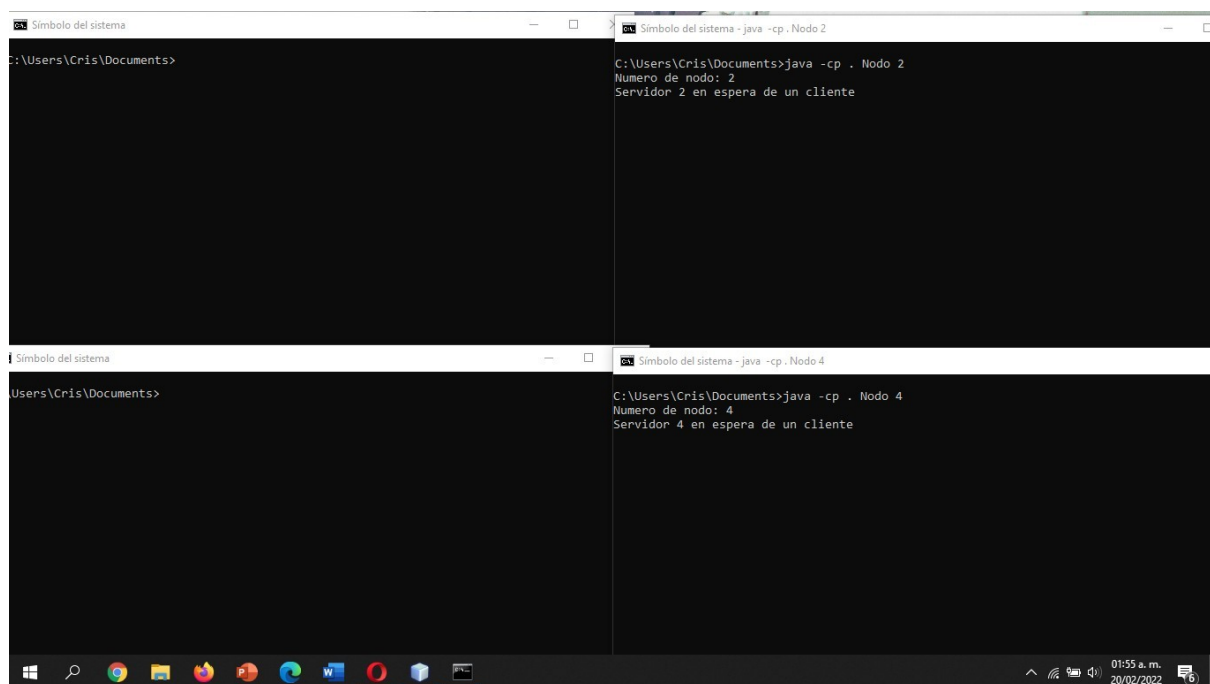 Símbolo del sistema
C:\Users\Cris\Documents>
Símbolo del sistema - java -cp . Nodo 2
C:\Users\Cris\Documents>java -cp . Nodo 2
Numero de nodo: 2
Servidor 2 en espera de un cliente
Símbolo del sistema
\Users\Cris\Documents>
Símbolo del sistema - java -cp . Nodo 4
C:\Users\Cris\Documents>java -cp . Nodo 4
Numero de nodo: 4
Servidor 4 en espera de un cliente
01:55 a. m.
20/02/2022
6